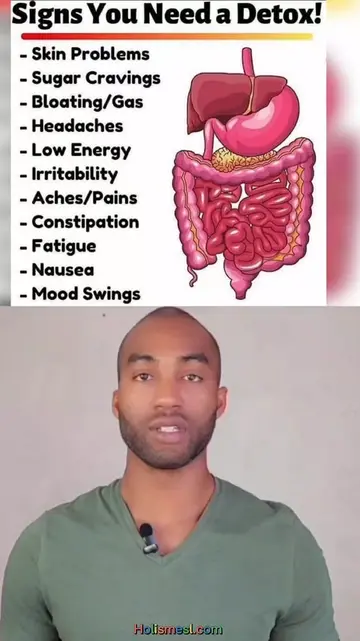 Signs You Need a Detox!
- Skin Problems
- Sugar Cravings
- Bloating/Gas
- Headaches
- Low Energy
- Irritability
- Aches/Pains
- Constipation
- Fatigue
- Nausea
- Mood Swings
Holismesl.com